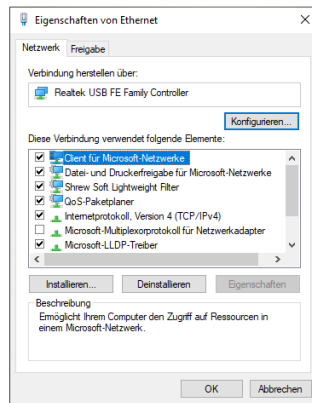 Eigenschaften von Ethernet
Netzwerk Freigabe
Verbindung herstellen über:
Realtek USB FE Family Controller
Konfigurieren...
Diese Verbindung verwendet folgende Elemente:
Client für Microsoft-Netzwerke
Datei- und Druckerfreigabe für Microsoft-Netzwerke
Shrew Soft Lightweight Filter
QoS-Paketplaner
Internetprotokoll, Version 4 (TCP/IPv4)
Microsoft-Multiplexorprotokoll für Netzwerkadapter
Microsoft-LLDP-Treiber
Installieren... Deinstallieren Eigenschaften
Beschreibung
Ermöglicht Ihrem Computer den Zugriff auf Ressourcen in
einem Microsoft-Netzwerk.
OK Abbrechen